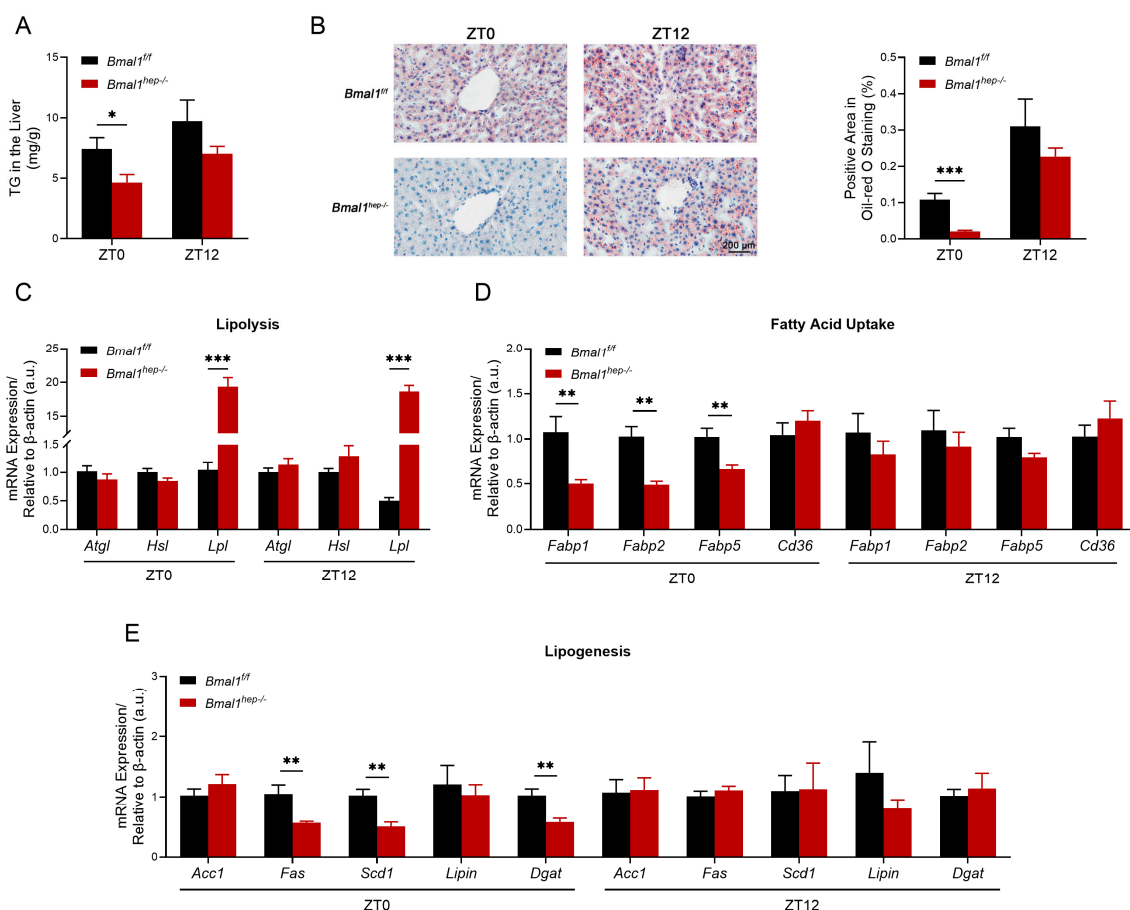 A
TG in the Liver
(mg/g)
15
10
5
0
Bmal1f/f
Bmal1hep-/-
*
ZT0
ZT12
B
ZT0
ZT12
Bmal1f/f
Bmal1hep-/-
200 μm
Positive Area in
Oil-red O Staining (%)
0.5
0.4
0.3
0.2
0.1
0.0
Bmal1f/f
Bmal1hep-/-
***
ZT0
ZT12
C
Lipolysis
mRNA Expression/
Relative to β-actin (a.u.)
25
20
15
1.5
1.0
0.5
0.0
Bmal1f/f
Bmal1hep-/-
***
***
Atgl Hsl Lpl Atgl Hsl Lpl
ZT0 ZT12
D
Fatty Acid Uptake
mRNA Expression/
Relative to β-actin (a.u.)
2.0
1.5
1.0
0.5
0.0
Bmal1f/f
Bmal1hep-/-
**
**
**
Fabp1 Fabp2 Fabp5 Cd36 Fabp1 Fabp2 Fabp5 Cd36
ZT0 ZT12
E
Lipogenesis
mRNA Expression/
Relative to β-actin (a.u.)
3
2
1
0
Bmal1f/f
Bmal1hep-/-
**
**
**
Acc1 Fas Scd1 Lipin Dgat Acc1 Fas Scd1 Lipin Dgat
ZT0 ZT12